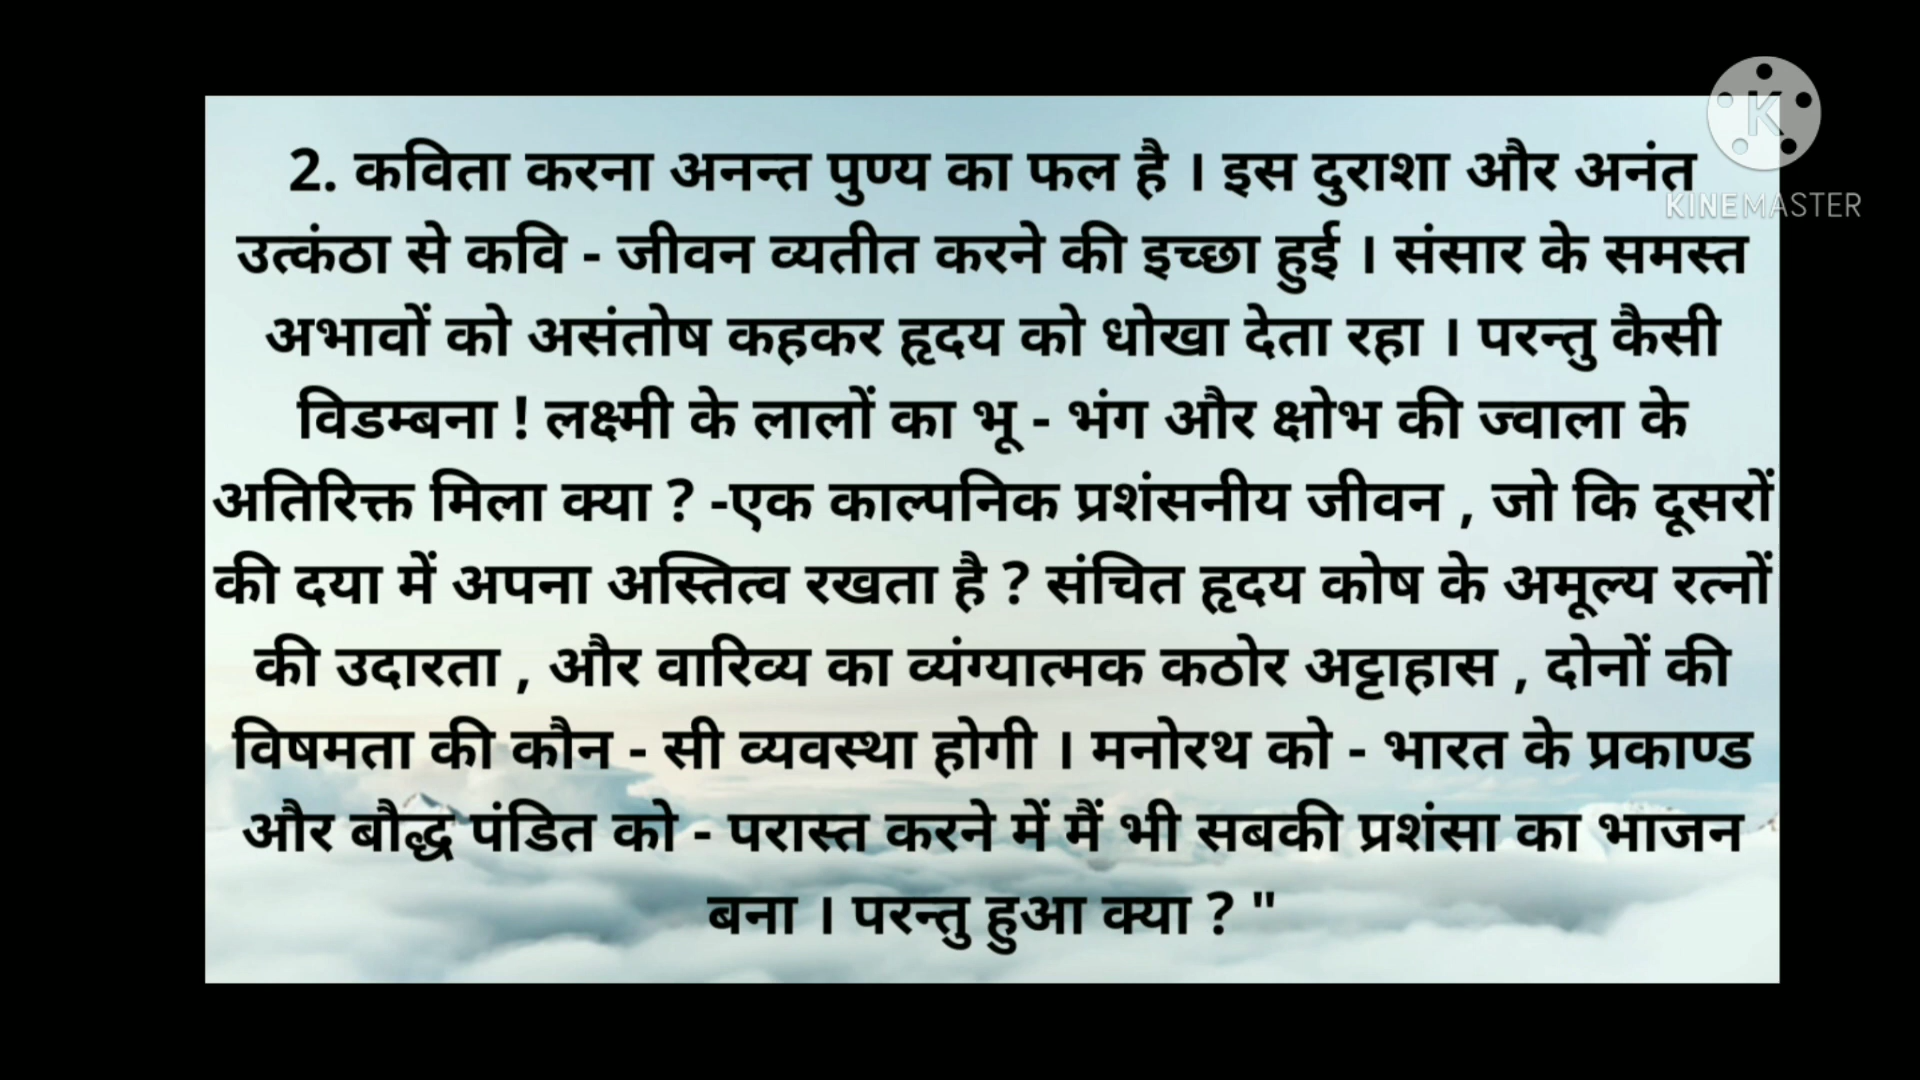 2. कविता करना अनन्त पुण्य का फल है । इस दुराशा और अनंत
उत्कंठा से कवि - जीवन व्यतीत करने की इच्छा हुई । संसार के समस्त
अभावों को असंतोष कहकर हृदय को धोखा देता रहा । परन्तु कैसी
विडम्बना ! लक्ष्मी के लालों का भू - भंग और क्षोभ की ज्वाला के
अतिरिक्त मिला क्या ? -एक काल्पनिक प्रशंसनीय जीवन , जो कि दूसरों
की दया में अपना अस्तित्व रखता है ? संचित हृदय कोष के अमूल्य रत्नों
की उदारता , और वारिव्य का व्यंग्यात्मक कठोर अट्टाहास , दोनों की
विषमता की कौन - सी व्यवस्था होगी । मनोरथ को - भारत के प्रकाण्ड
और बौद्ध पंडित को - परास्त करने में मैं भी सबकी प्रशंसा का भाजन
बना । परन्तु हुआ क्या ? "
K
KINEMASTER